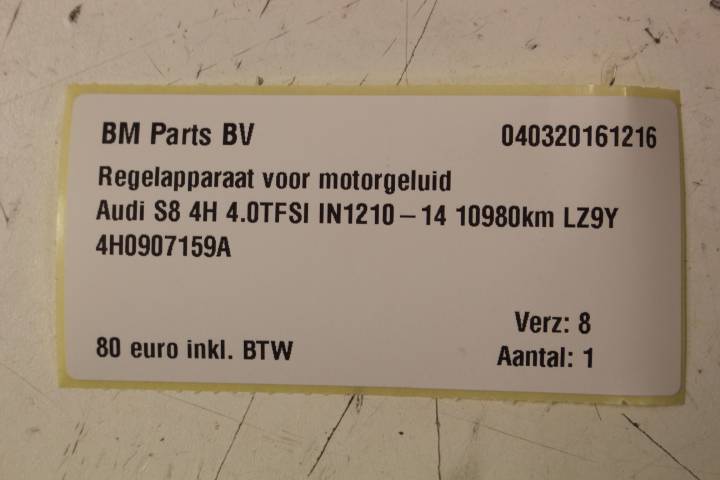 BM Parts BV 040320161216
Regelapparaat voor motorgeluid
Audi S8 4H 4.0TFSI IN1210-14 10980km LZ9Y
4H0907159A
Verz: 8
80 euro inkl. BTW Aantal: 1